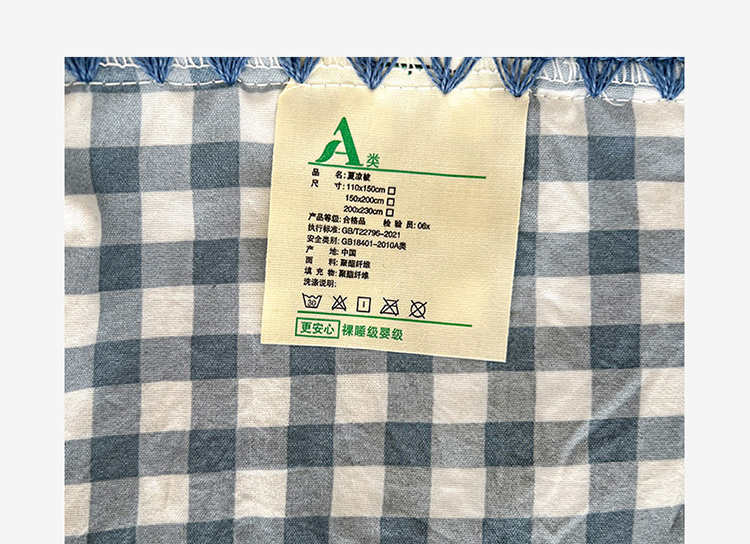 A类
品 名:夏凉被
尺 寸:110x150cm□
150x200cm□
200x230cm□
产品等级:合格品 检 验 员:06x
执行标准:GB/T22796-2021
安全类别:GB18401-2010A类
产 地:中国
面 料:聚酯纤维
填 充 物:聚酯纤维
洗涤说明:
30
更安心 裸睡级婴级